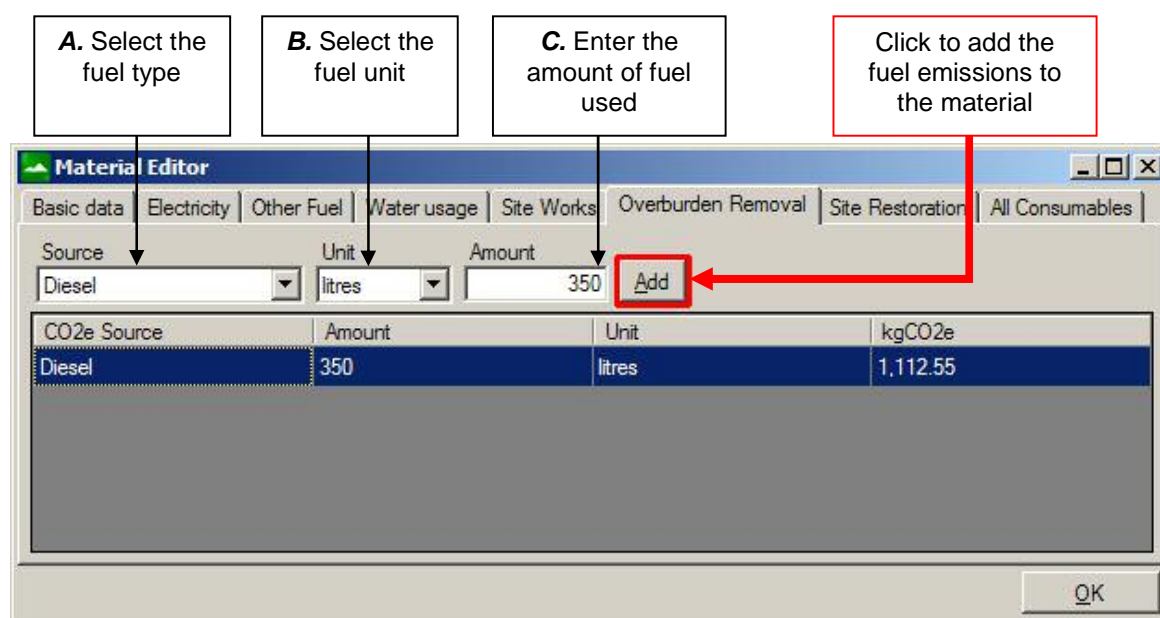 A. Select the
fuel type
B. Select the
fuel unit
C. Enter the
amount of fuel
used
Click to add the
fuel emissions to
the material
Material Editor
Basic data Electricity Other Fuel Water usage Site Works Overburden Removal Site Restoration All Consumables
Source Unit Amount
Diesel litres 350 Add
CO2e Source Amount Unit kgCO2e
Diesel 350 litres 1,112.55
OK